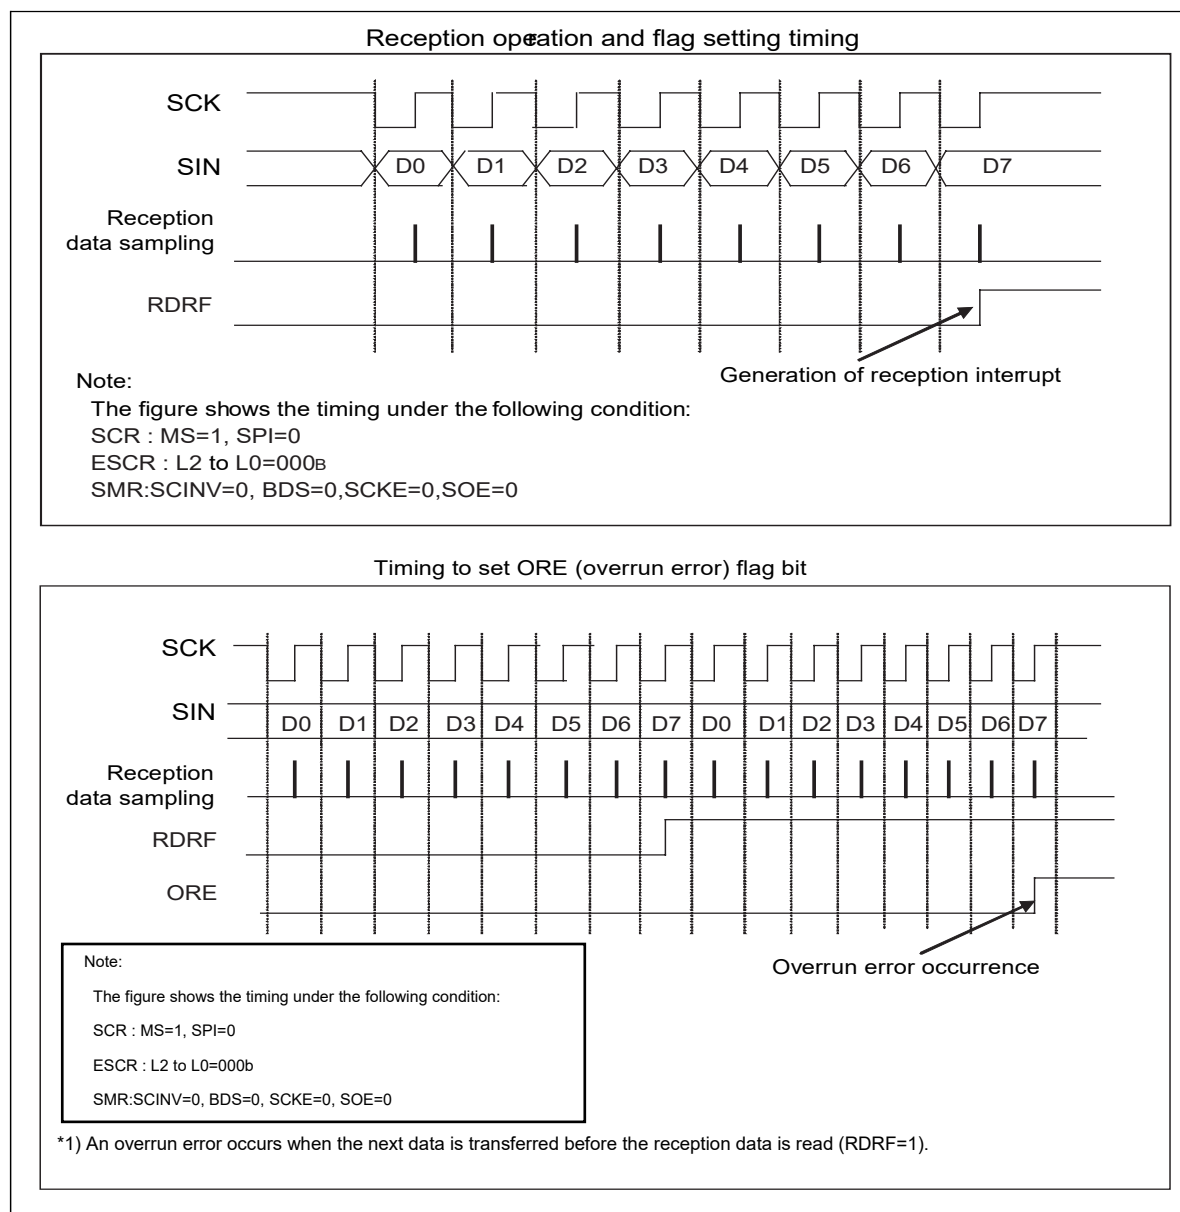 Reception operation and flag setting timing
SCK
SIN D0 D1 D2 D3 D4 D5 D6 D7
Reception
data sampling
RDRF
Generation of reception interrupt
Note:
The figure shows the timing under the following condition:
SCR : MS=1, SPI=0
ESCR : L2 to L0=000B
SMR:SCINV=0, BDS=0,SCKE=0,SOE=0
Timing to set ORE (overrun error) flag bit
SCK
SIN
D0 D1 D2 D3 D4 D5 D6 D7 D0 D1 D2 D3 D4 D5 D6 D7
Reception
data sampling
RDRF
ORE
Overrun error occurrence
Note:
The figure shows the timing under the following condition:
SCR : MS=1, SPI=0
ESCR : L2 to L0=000b
SMR:SCINV=0, BDS=0, SCKE=0, SOE=0
*1) An overrun error occurs when the next data is transferred before the reception data is read (RDRF=1).